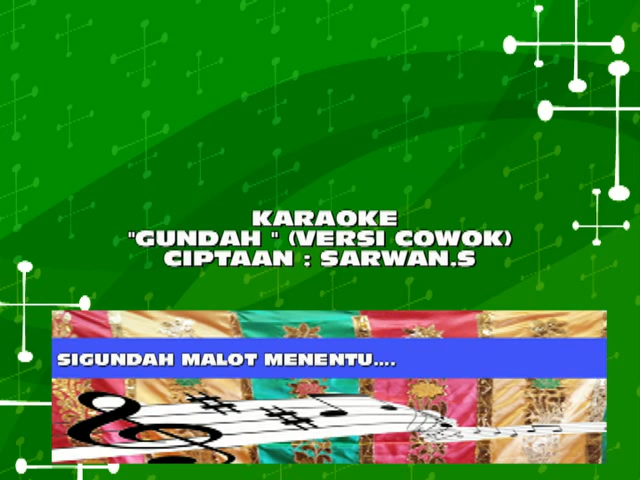 KARAOKE
"GUNDAH " (VERSI COWOK)
CIPTAAN : SARWAN.S
SIGUNDAH MALOT MENENTU....